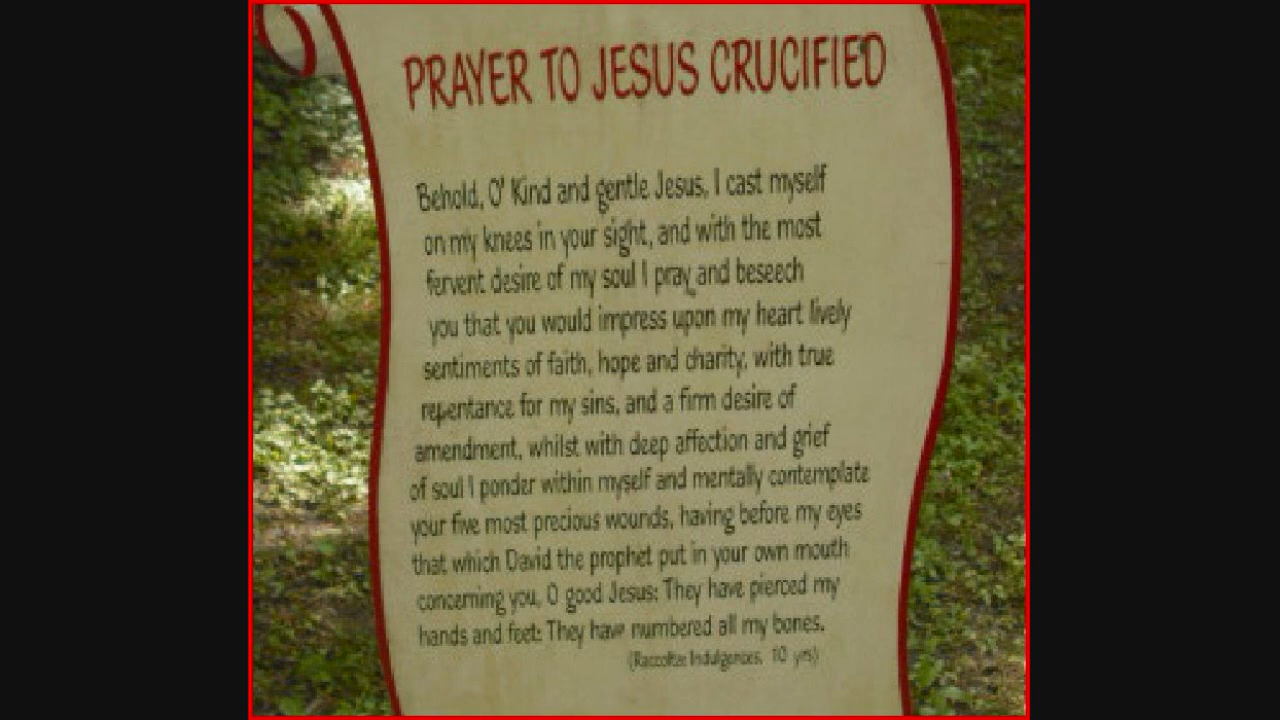 PRAYER TO JESUS CRUCIFIED
Behold, O' Kind and gentle Jesus, I cast myself
on my knees in your sight, and with the most
fervent desire of my soul I pray and beseech
you that you would impress upon my heart lively
sentiments of faith, hope and charity, with true
repentance for my sins, and a firm desire of
amendment, whilst with deep affection and grief
of soul I ponder within myself and mentally contemplate
your five most precious wounds, having before my eyes
that which David the prophet put in your own mouth
concerning you, O good Jesus: They have pierced my
hands and feet: They have numbered all my bones.
Indulgences, 10 yrs)